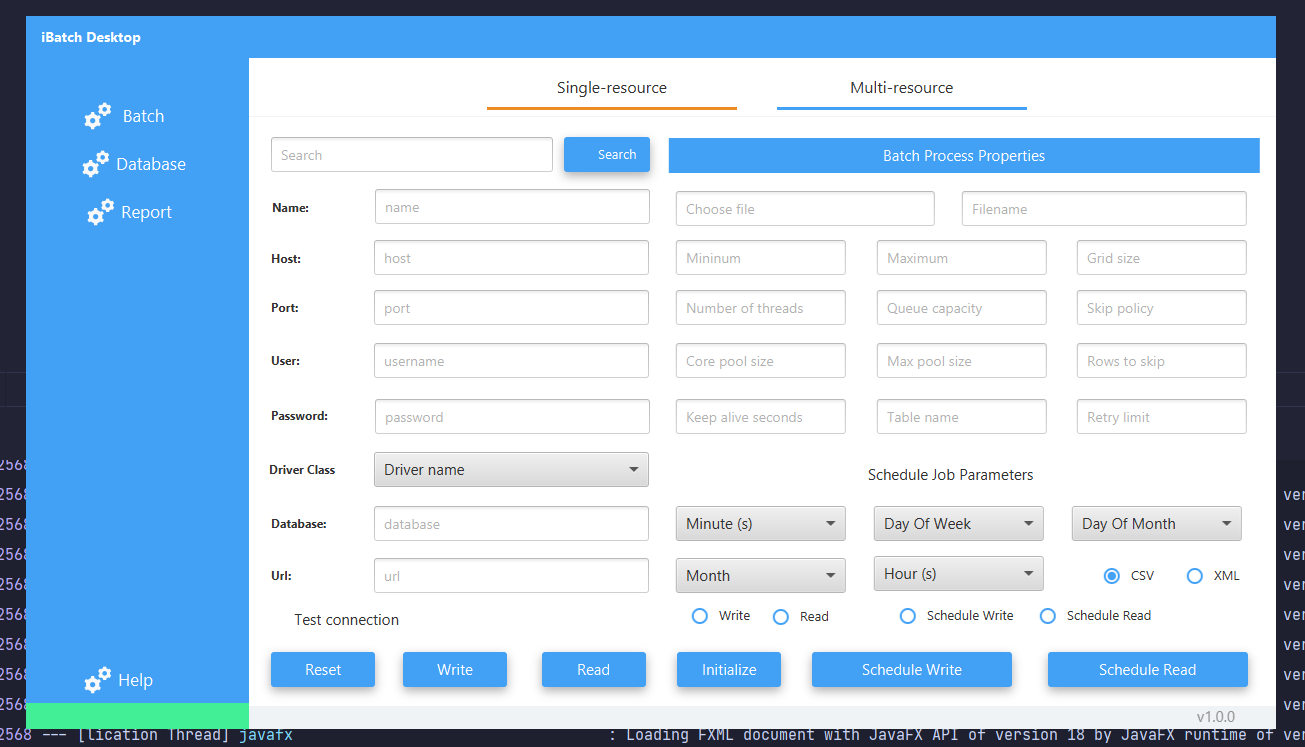 iBatch Desktop
Single-resource Multi-resource
Batch
Database
Report
Help
Search Search Batch Process Properties
Name: name Choose file Filename
Host: host Mininum Maximum Grid size
Port: port Number of threads Queue capacity Skip policy
User: username Core pool size Max pool size Rows to skip
Password: password Keep alive seconds Table name Retry limit
Driver Class Driver name
Schedule Job Parameters
Database: database Minute (s) Day Of Week Day Of Month
Url: url Month Hour (s) CSV XML
Test connection Write Read Schedule Write Schedule Read
Reset Write Read Initialize Schedule Write Schedule Read
v1.0.0
2568 ver
2568 ver
2568 ver
2568 ver
2568 ver
2568 ver
2568 ver
2568 ver
2568 --- [lication Thread] javafx : Loading FXML document with JavaFX API of version 18 by JavaFX runtime of ver